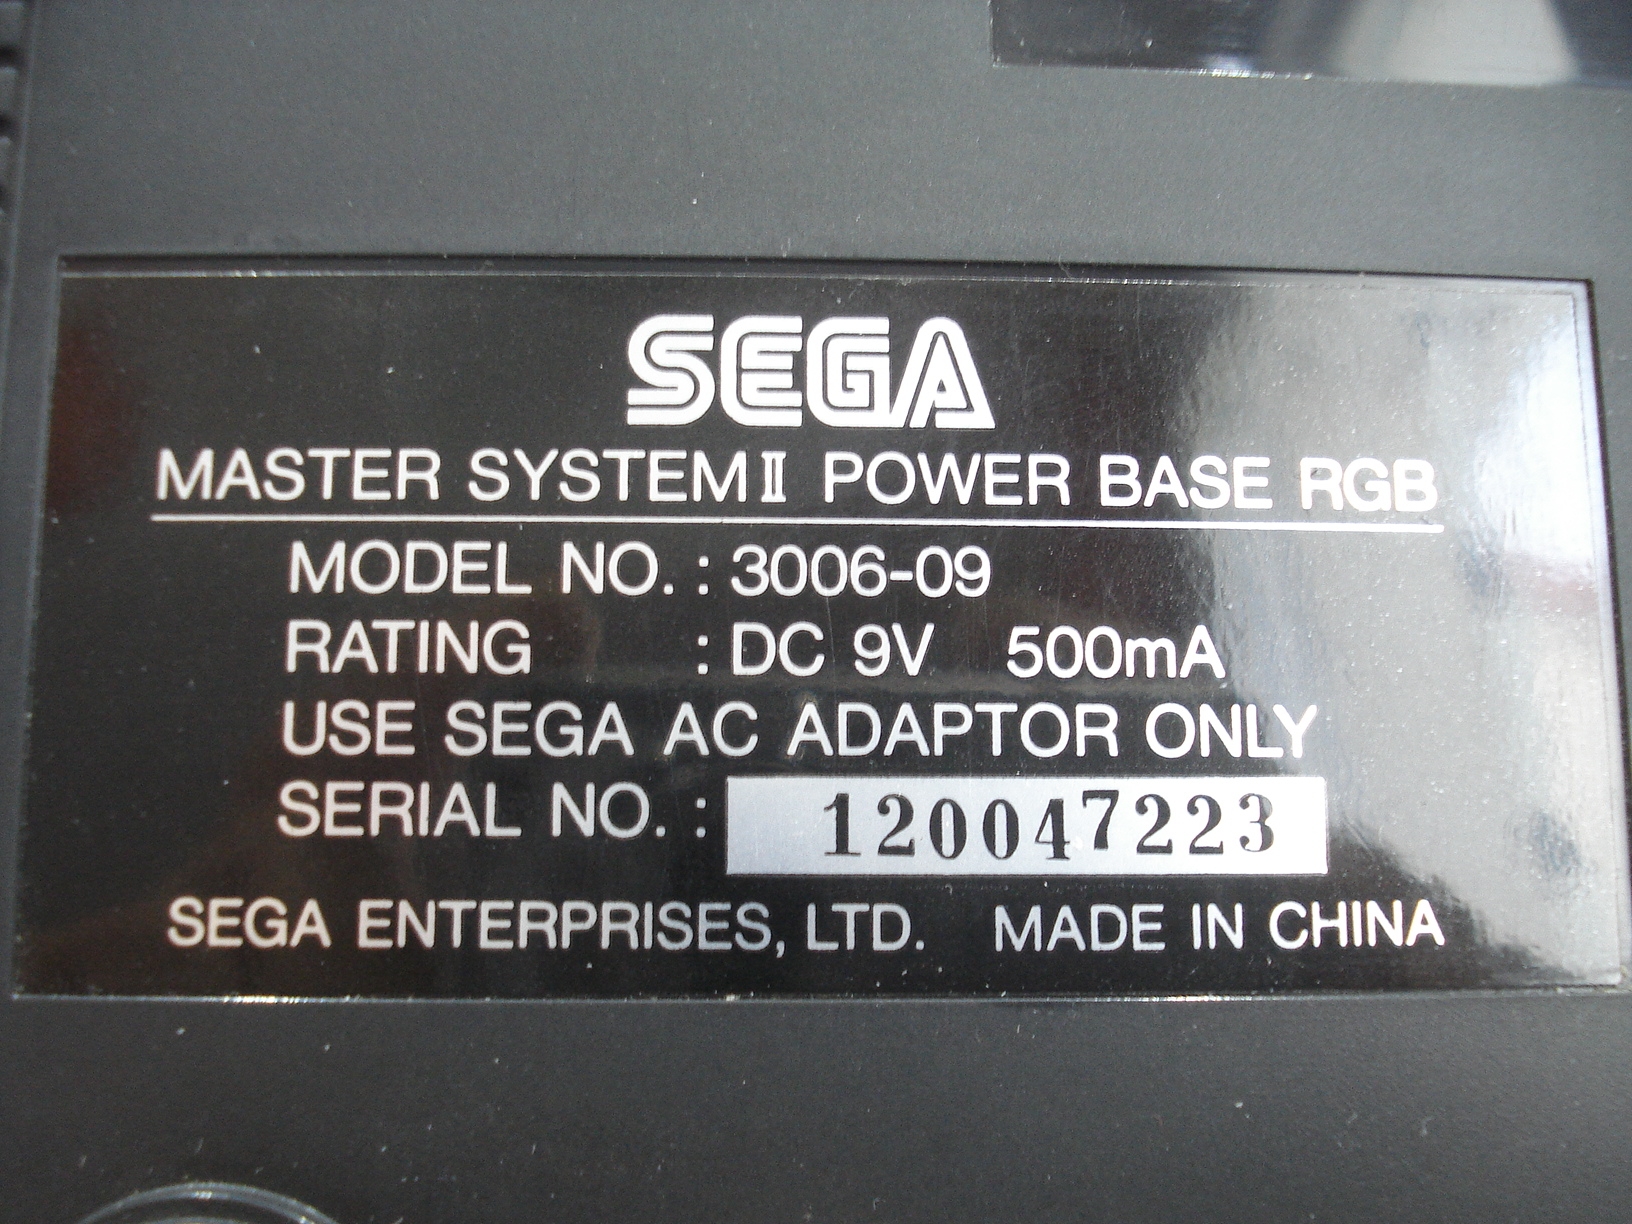 SEGA
MASTER SYSTEM II POWER BASE RGB
MODEL NO. : 3006-09
RATING : DC 9V 500mA
USE SEGA AC ADAPTOR ONLY
SERIAL NO. : 120047223
SEGA ENTERPRISES, LTD. MADE IN CHINA